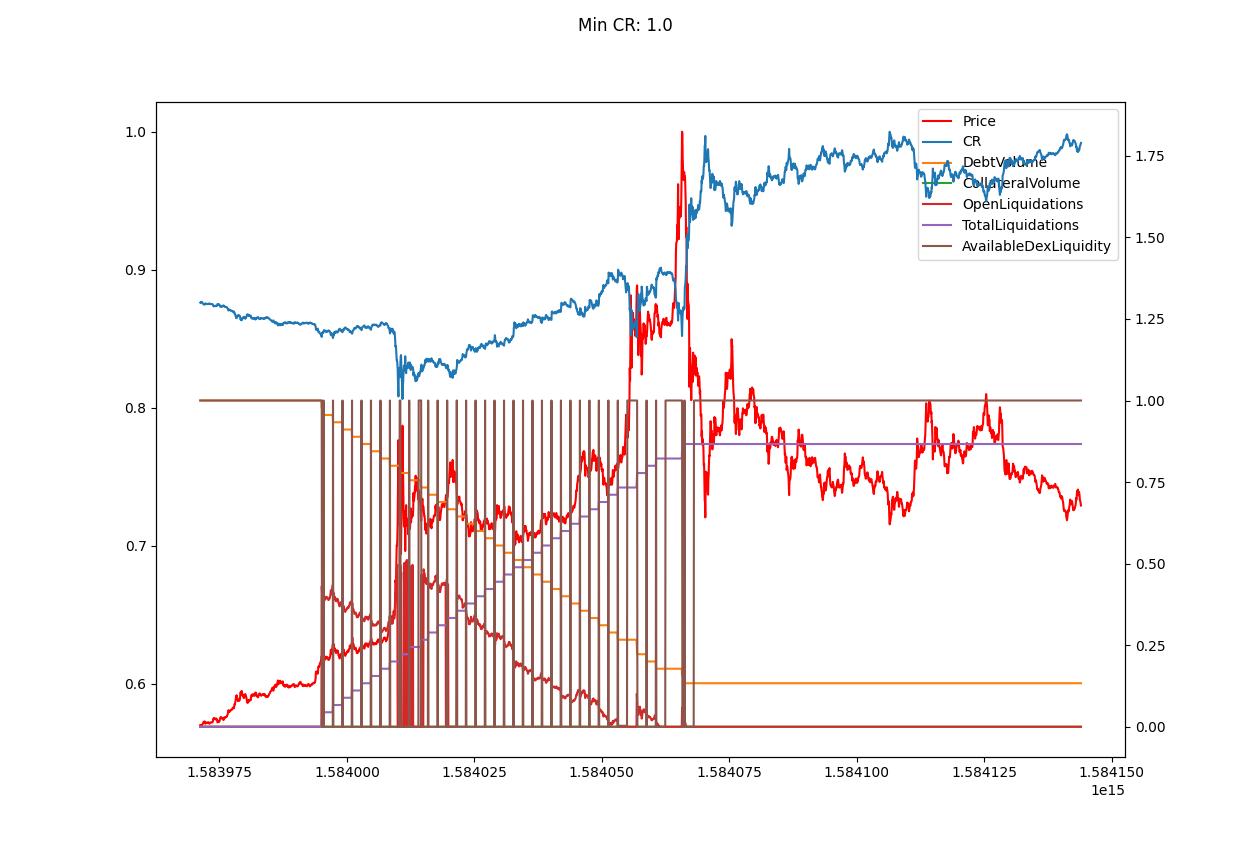 Min CR: 1.0
1.0
0.9
0.8
0.7
0.6
Price
CR
DebtVolume
CollateralVolume
OpenLiquidations
TotalLiquidations
AvailableDexLiquidity
1.75
1.50
1.25
1.00
0.75
0.50
0.25
0.00
1.583975 1.584000 1.584025 1.584050 1.584075 1.584100 1.584125 1.584150
1e15